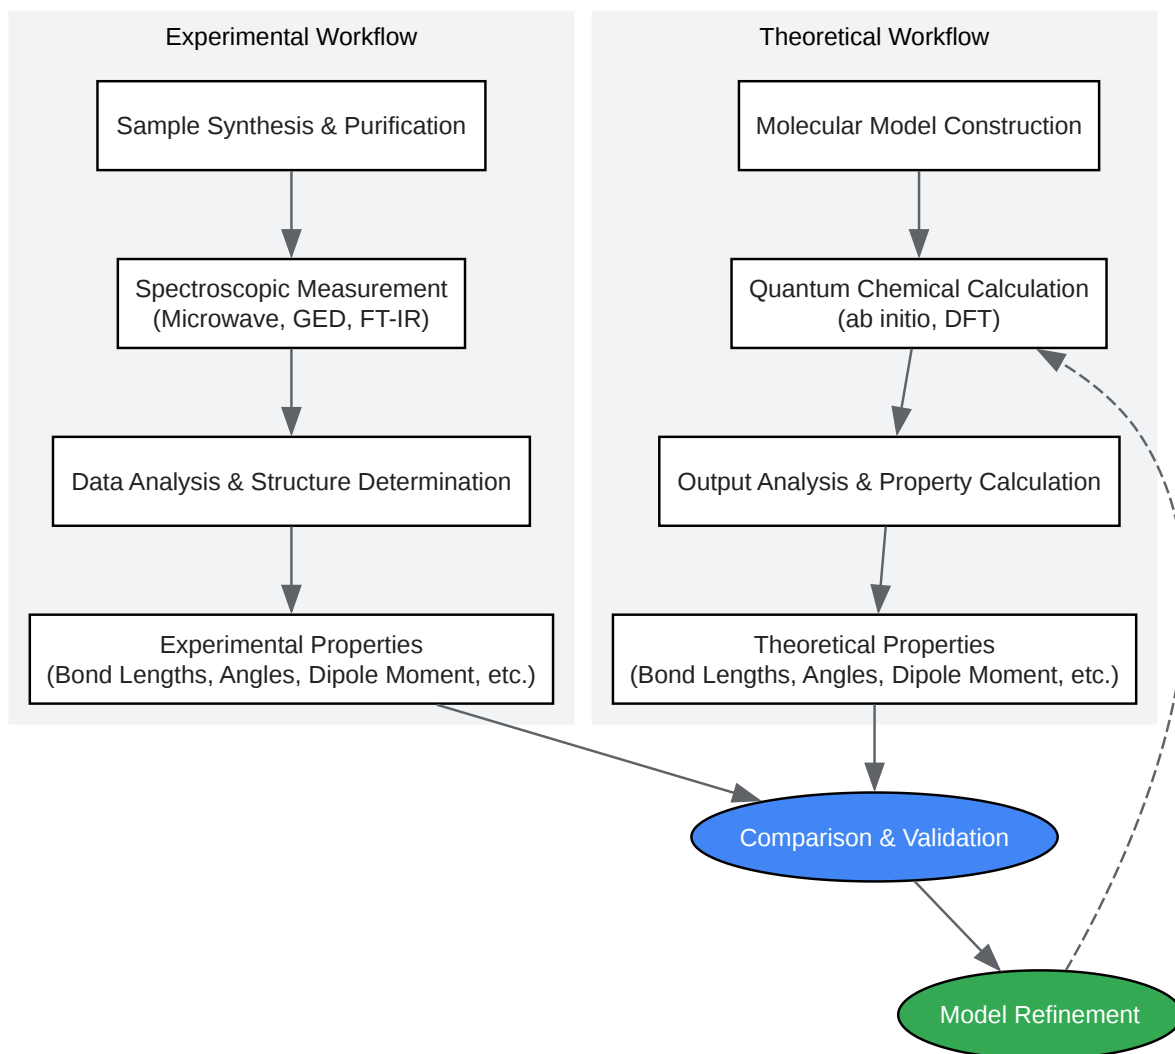 Experimental Workflow
Sample Synthesis & Purification
Spectroscopic Measurement
(Microwave, GED, FT-IR)
Data Analysis & Structure Determination
Experimental Properties
(Bond Lengths, Angles, Dipole Moment, etc.)
Theoretical Workflow
Molecular Model Construction
Quantum Chemical Calculation
(ab initio, DFT)
Output Analysis & Property Calculation
Theoretical Properties
(Bond Lengths, Angles, Dipole Moment, etc.)
Comparison & Validation
Model Refinement